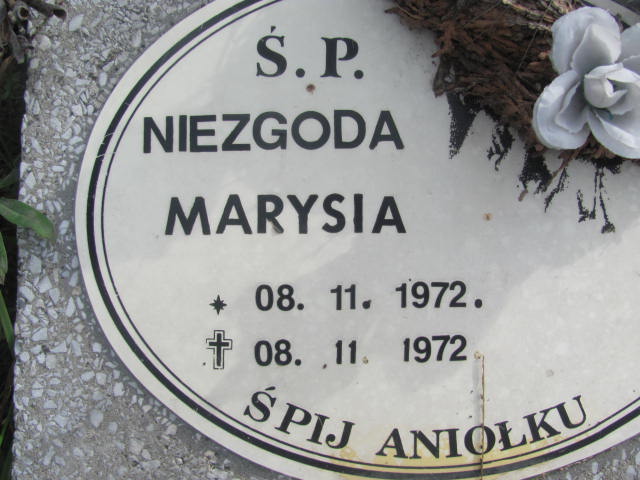 Ś.P.
NIEZGODA
MARYSIA
* 08. 11. 1972.
✝ 08. 11 1972
ŚPIJ ANIOŁKU